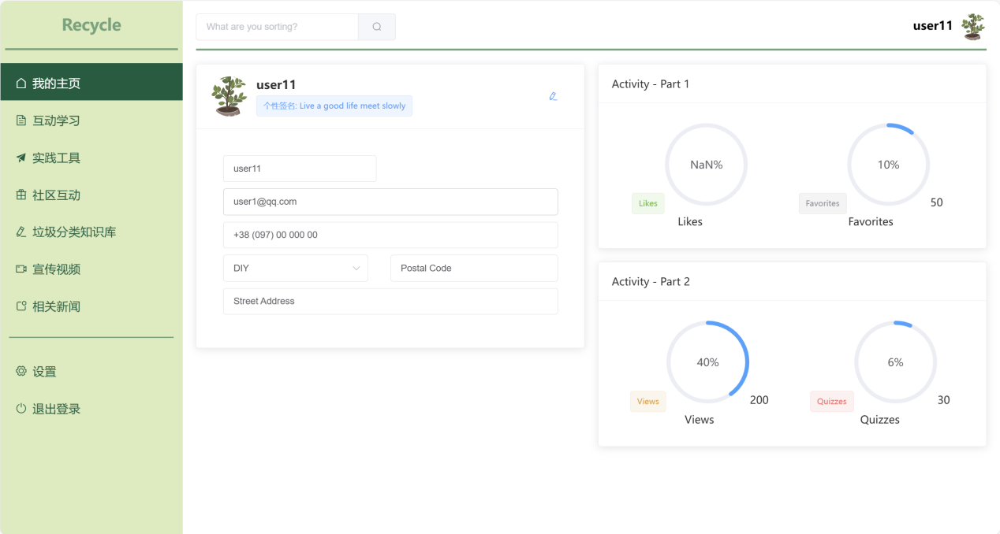 Recycle
What are you sorting?
user11
我的主页
互动学习
实践工具
社区互动
垃圾分类知识库
宣传视频
相关新闻
设置
退出登录
user11
个性签名: Live a good life meet slowly
user11
user1@qq.com
+38 (097) 00 000 00
DIY
Postal Code
Street Address
Activity - Part 1
NaN%
Likes
Likes
10%
Favorites
50
Favorites
Activity - Part 2
40%
Views
200
Views
6%
Quizzes
30
Quizzes